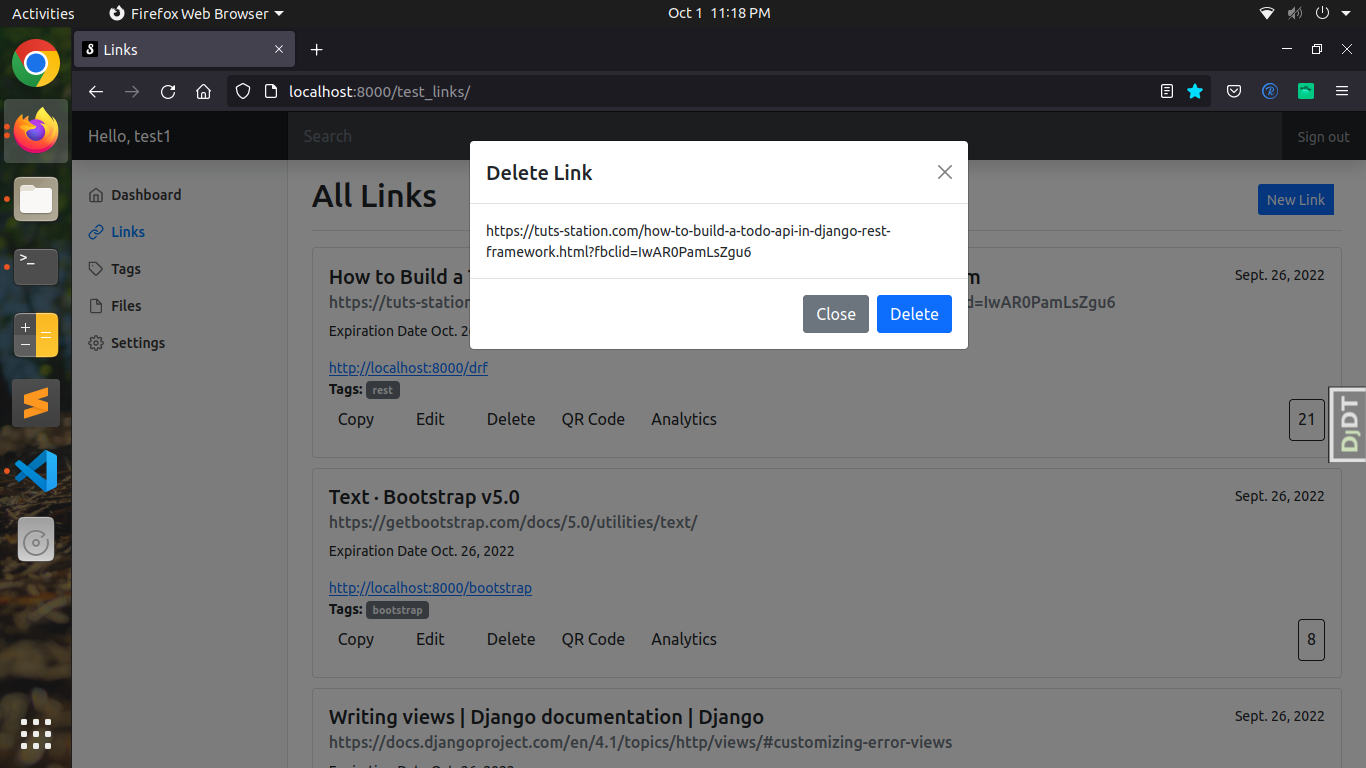 Activities
Firefox Web Browser
Oct 1 11:18 PM
Links
localhost:8000/test_links/
Hello, test1
Search
Sign out
Dashboard
Links
Tags
Files
Settings
All Links
New Link
Delete Link
https://tuts-station.com/how-to-build-a-todo-api-in-django-rest-
framework.html?fbclid=IwAR0PamLsZgu6
Close
Delete
How to Build a
m
Sept. 26, 2022
https://tuts-station
d=IwAR0PamLsZgu6
Expiration Date Oct. 2
http://localhost:8000/drf
Tags: rest
Copy Edit Delete QR Code Analytics
21
DjDT
Text · Bootstrap v5.0
Sept. 26, 2022
https://getbootstrap.com/docs/5.0/utilities/text/
Expiration Date Oct. 26, 2022
http://localhost:8000/bootstrap
Tags: bootstrap
Copy Edit Delete QR Code Analytics
8
Writing views | Django documentation | Django
Sept. 26, 2022
https://docs.djangoproject.com/en/4.1/topics/http/views/#customizing-error-views
Expiration Date Oct. 26, 2022